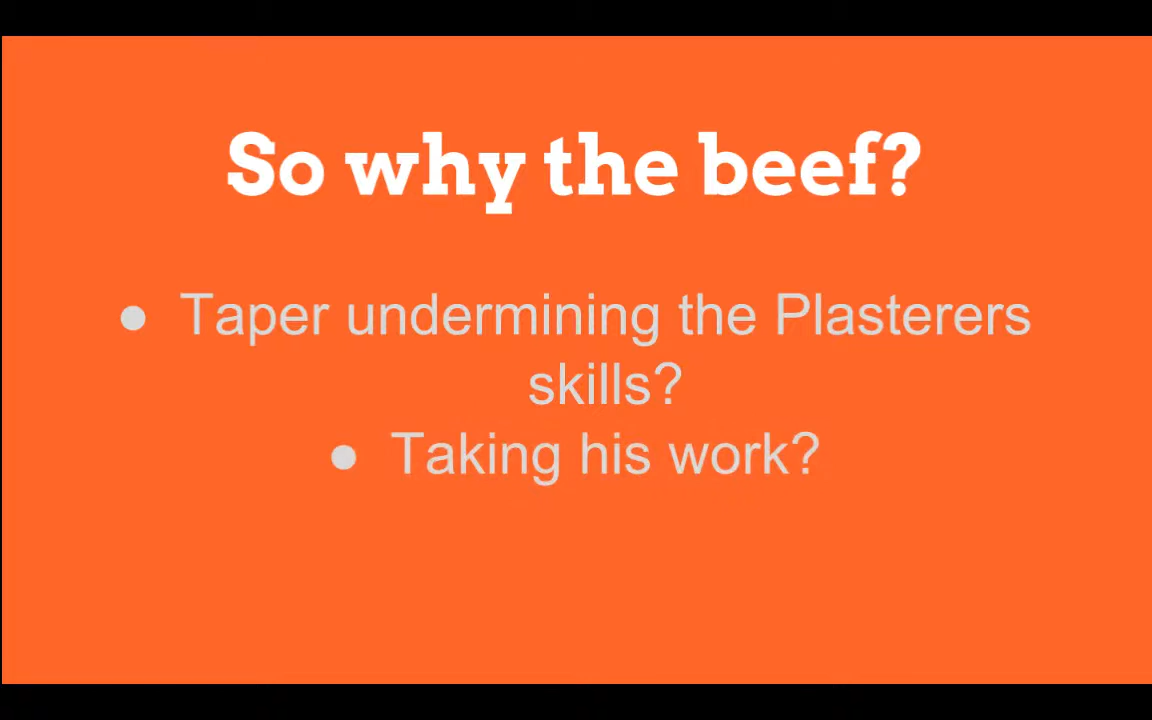 So why the beef?
● Taper undermining the Plasterers
skills?
● Taking his work?